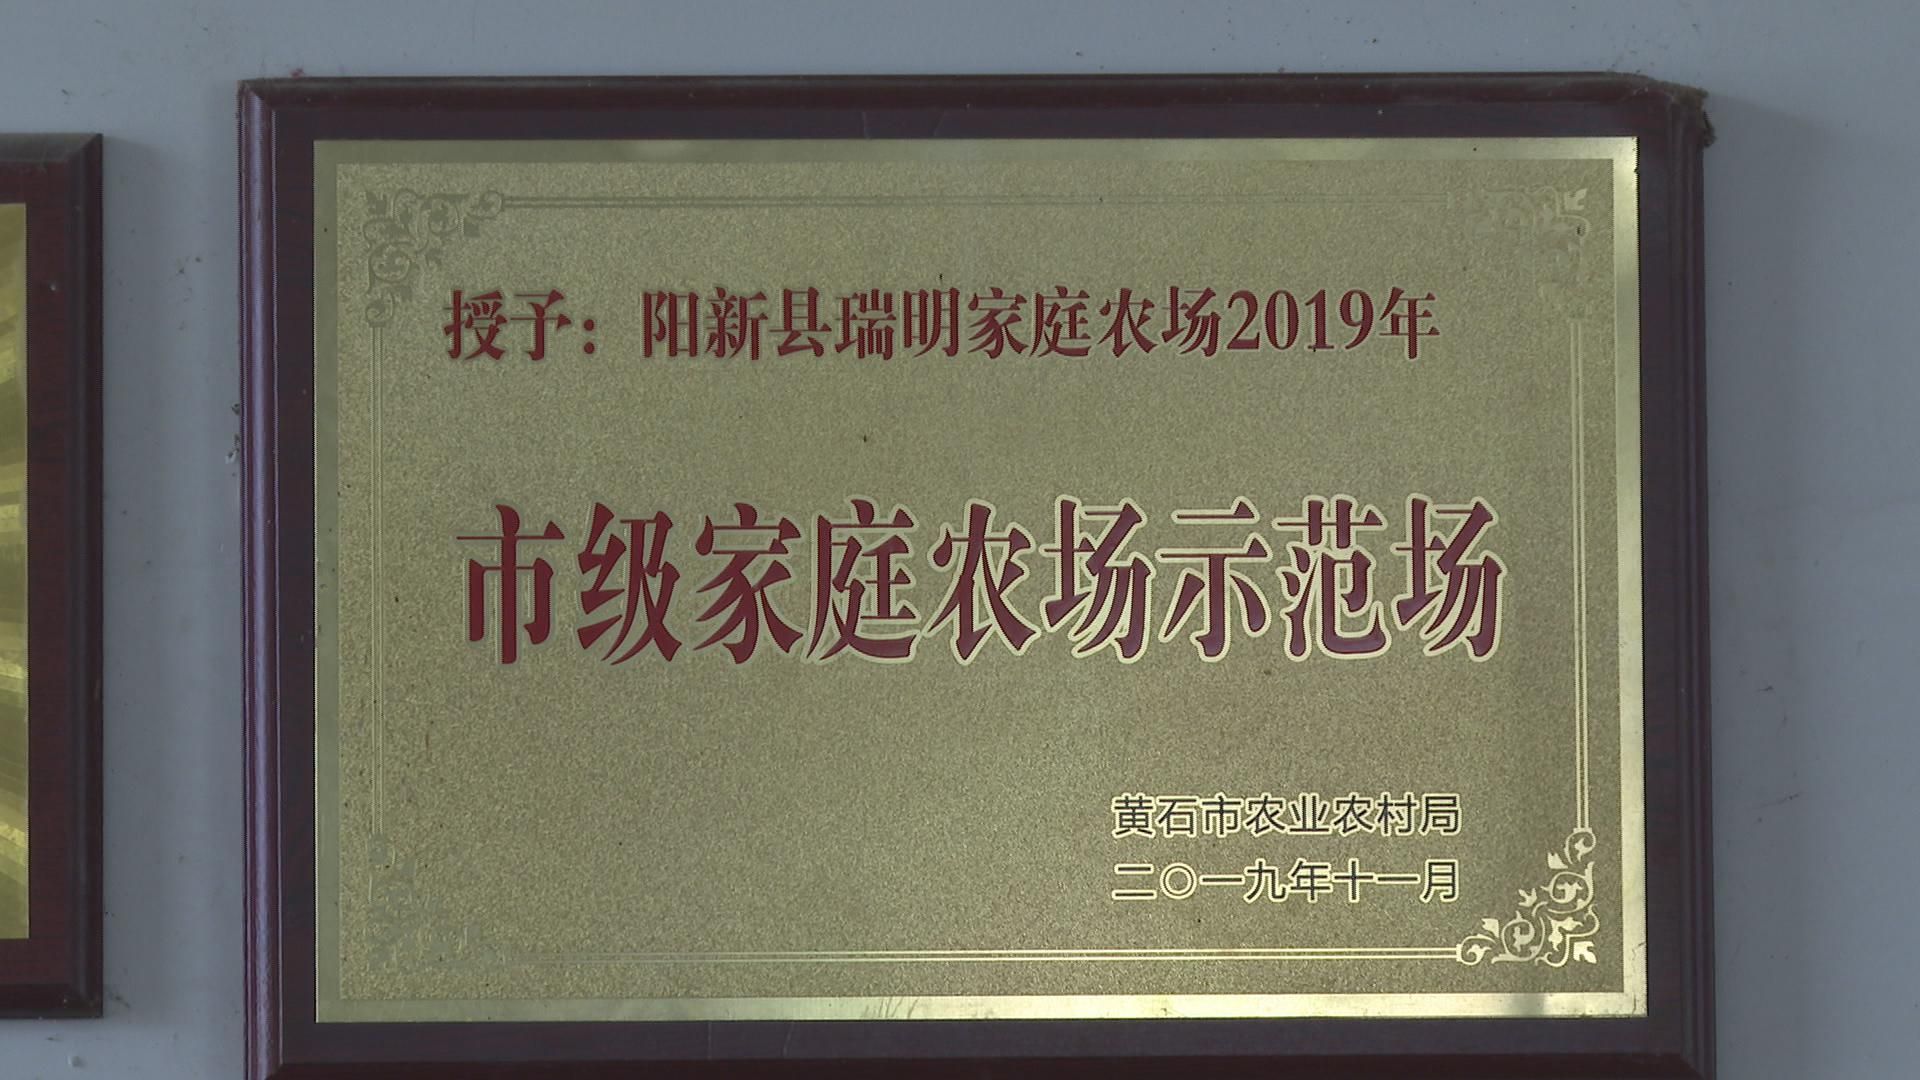 授予：阳新县瑞明家庭农场2019年
市级家庭农场示范场
黄石市农业农村局
二〇一九年十一月